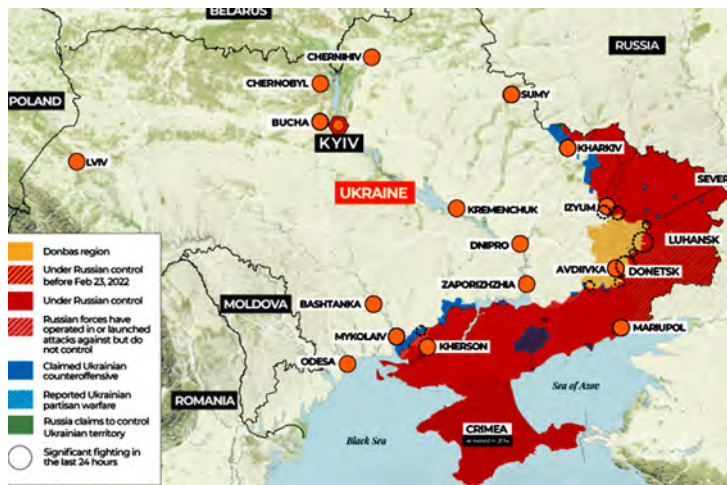 BELARUS
CHERNIHIV
RUSSIA
CHERNOBYL
SUMY
POLAND
BUCHA
KYIV
KHARKIV
LVIV
SEVER
UKRAINE
IZYUM
KREMENCHUK
LUHANSK
DNIPRO
AVDIIVKA
DONETSK
ZAPORIZHZHIA
MOLDOVA
BASHTANKA
MARIUPOL
MYKOLAIV
KHERSON
ODESA
Sea of Azov
ROMANIA
Black Sea
CRIMEA
Donbas region
Under Russian control
before Feb 23, 2022
Under Russian control
Russian forces have
operated in or launched
attacks against but do
not control
Claimed Ukrainian
counteroffensive
Reported Ukrainian
partisan warfare
Russia claims to control
Ukrainian territory
Significant fighting in
the last 24 hours